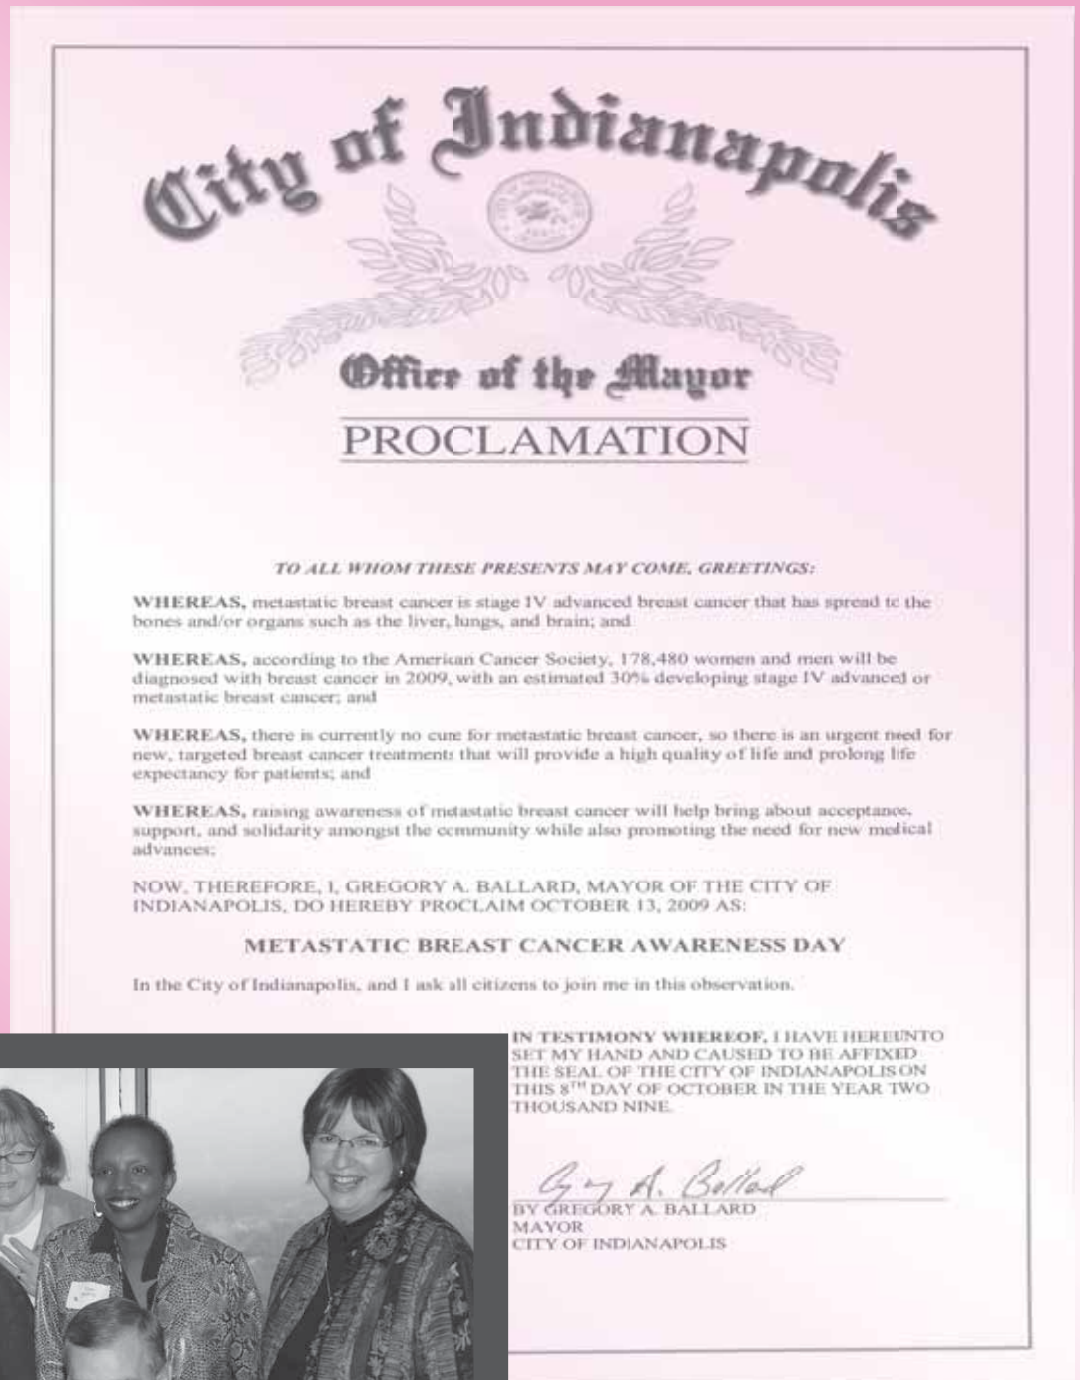 City of Indianapolis
Office of the Mayor
PROCLAMATION
TO ALL WHOM THESE PRESENTS MAY COME, GREETINGS:
WHEREAS, metastatic breast cancer is stage IV advanced breast cancer that has spread to the
bones and/or organs such as the liver, lungs, and brain; and
WHEREAS, according to the American Cancer Society, 178,480 women and men will be
diagnosed with breast cancer in 2009, with an estimated 30% developing stage IV advanced or
metastatic breast cancer; and
WHEREAS, there is currently no cure for metastatic breast cancer, so there is an urgent need for
new, targeted breast cancer treatments that will provide a high quality of life and prolong life
expectancy for patients; and
WHEREAS, raising awareness of metastatic breast cancer will help bring about acceptance,
support, and solidarity amongst the community while also promoting the need for new medical
advances;
NOW, THEREFORE, I, GREGORY A. BALLARD, MAYOR OF THE CITY OF
INDIANAPOLIS, DO HEREBY PROCLAIM OCTOBER 13, 2009 AS:
METASTATIC BREAST CANCER AWARENESS DAY
In the City of Indianapolis, and I ask all citizens to join me in this observation.
IN TESTIMONY WHEREOF, I HAVE HEREUNTO
SET MY HAND AND CAUSED TO BE AFFIXED
THE SEAL OF THE CITY OF INDIANAPOLIS ON
THIS 8TH DAY OF OCTOBER IN THE YEAR TWO
THOUSAND NINE.
Gregory A. Ballard
BY GREGORY A. BALLARD
MAYOR
CITY OF INDIANAPOLIS